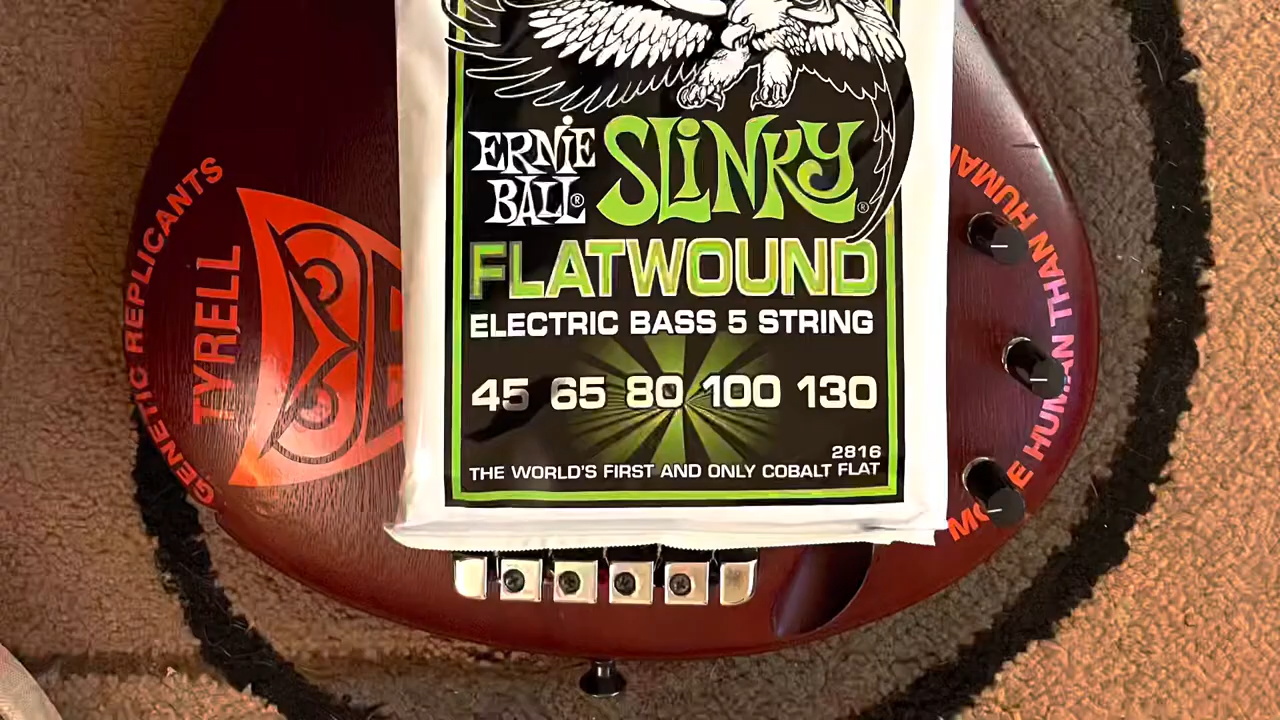 GENETIC REPLICANTS
TYRELL
ERNIE
BALL®
SLINKY®
FLATWOUND
ELECTRIC BASS 5 STRING
45 65 80 100 130
2816
THE WORLD'S FIRST AND ONLY COBALT FLAT
MORE HUMAN THAN HUMAN